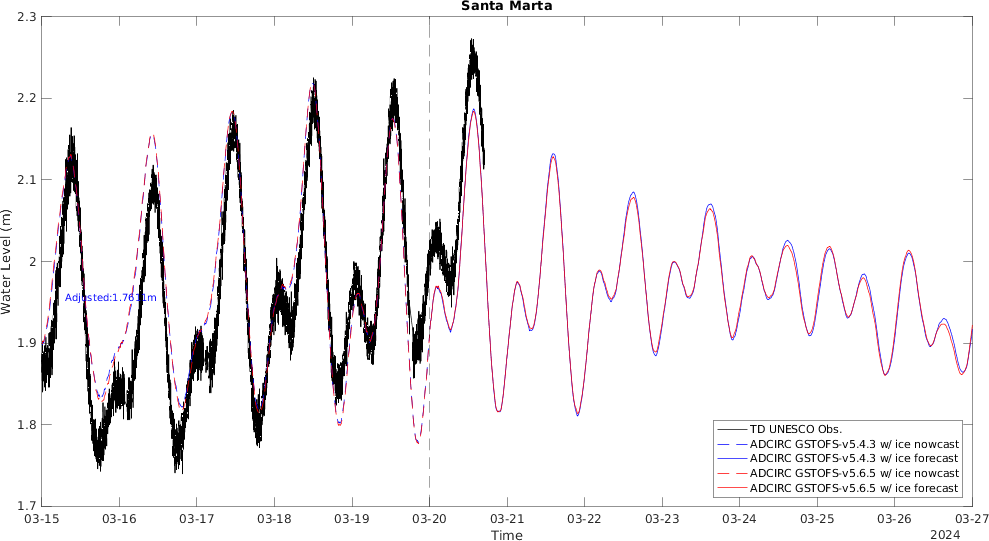 Santa Marta
2.3
2.2
2.1
2
1.9
1.8
1.7
Water Level (m)
Adjusted:1.7611m
TD UNESCO Obs.
ADCIRC GSTOFS-v5.4.3 w/ ice nowcast
ADCIRC GSTOFS-v5.4.3 w/ ice forecast
ADCIRC GSTOFS-v5.6.5 w/ ice nowcast
ADCIRC GSTOFS-v5.6.5 w/ ice forecast
03-15 03-16 03-17 03-18 03-19 03-20 03-21 03-22 03-23 03-24 03-25 03-26 03-27
Time
2024